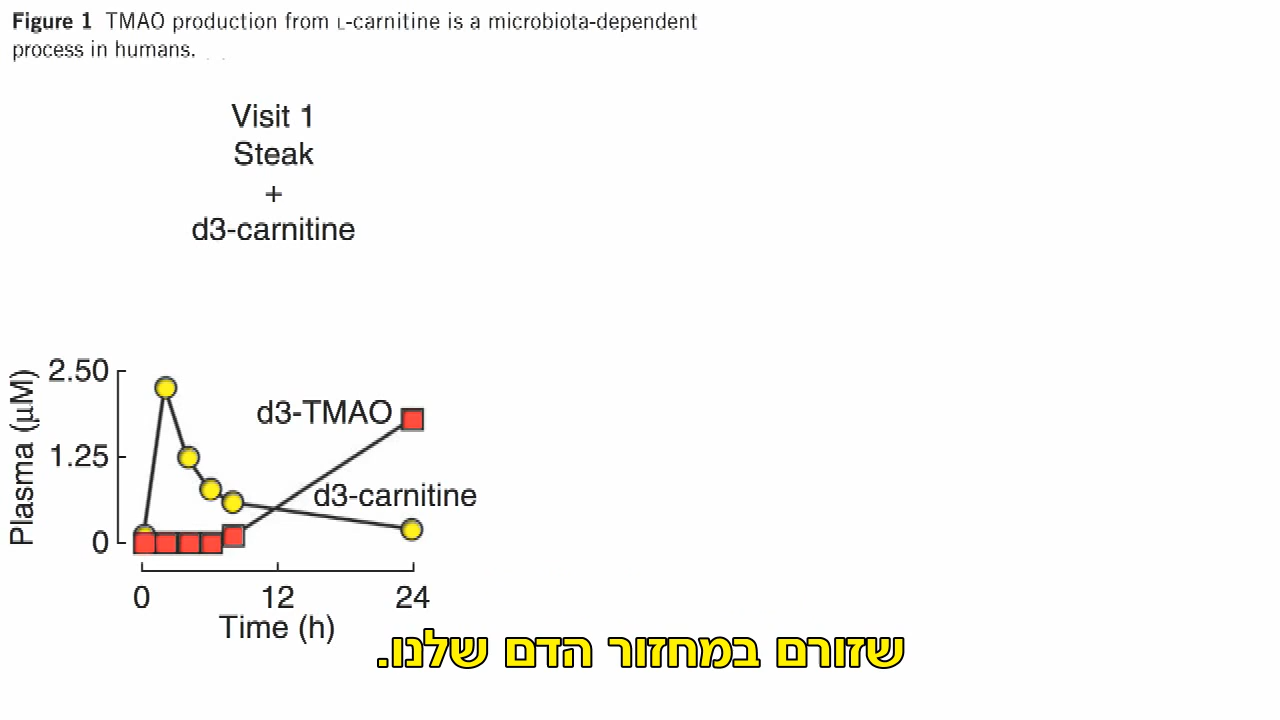 Figure 1 TMAO production from L-carnitine is a microbiota-dependent
process in humans.
Visit 1
Steak
+
d3-carnitine
Plasma (μM)
2.50
1.25
0
d3-TMAO
d3-carnitine
0 12 24
Time (h)
שזורם במחזור הדם שלנו.